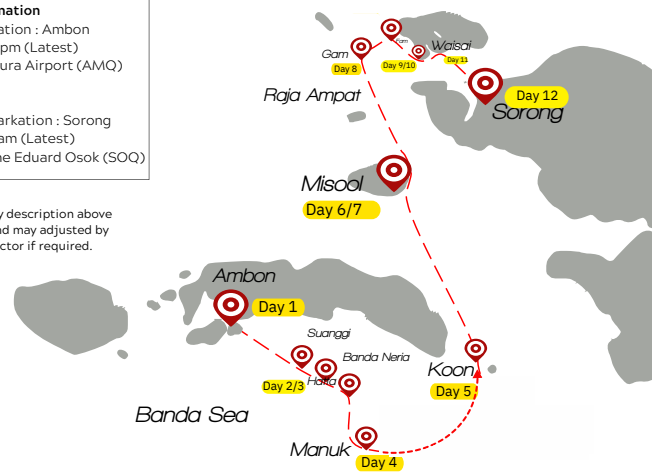 mation
ation : Ambon
pm (Latest)
ura Airport (AMQ)
arkation : Sorong
am (Latest)
ne Eduard Osok (SOQ)
y description above
nd may adjusted by
ctor if required.
Gam
Day 8
Fam
Day 9/10
Waisai
Day 11
Day 12
Sorong
Raja Ampat
Misool
Day 6/7
Ambon
Day 1
Suanggi
Banda Neria
Day 2/3
Hatta
Koon
Day 5
Banda Sea
Manuk
Day 4